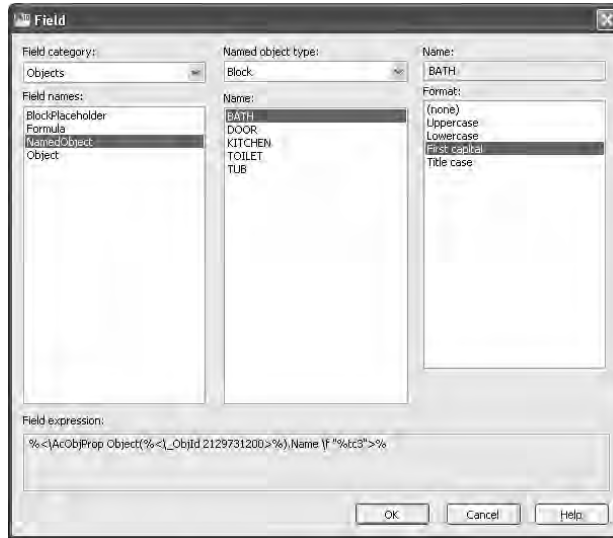 Field
Field category:
Objects
Field names:
BlockPlaceholder
Formula
NamedObject
Object
Named object type:
Block
Name:
BATH
DOOR
KITCHEN
TOILET
TUB
Name:
BATH
Format:
(none)
Uppercase
Lowercase
First capital
Title case
Field expression:
%<\AcObjProp Object(%<\_ObjId 2129731200>%).Name \f "%tc3">%
OK
Cancel
Help